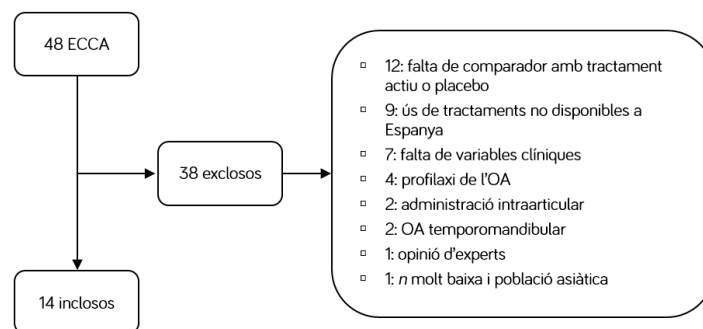 48 ECCA
38 exclosos
12: falta de comparador amb tractament
actiu o placebo
9: ús de tractaments no disponibles a
Espanya
7: falta de variables clíniques
4: profilaxi de l'OA
2: administració intraarticular
2: OA temporomandibular
1: opinió d'experts
1: n molt baixa i població asiàtica
14 inclosos